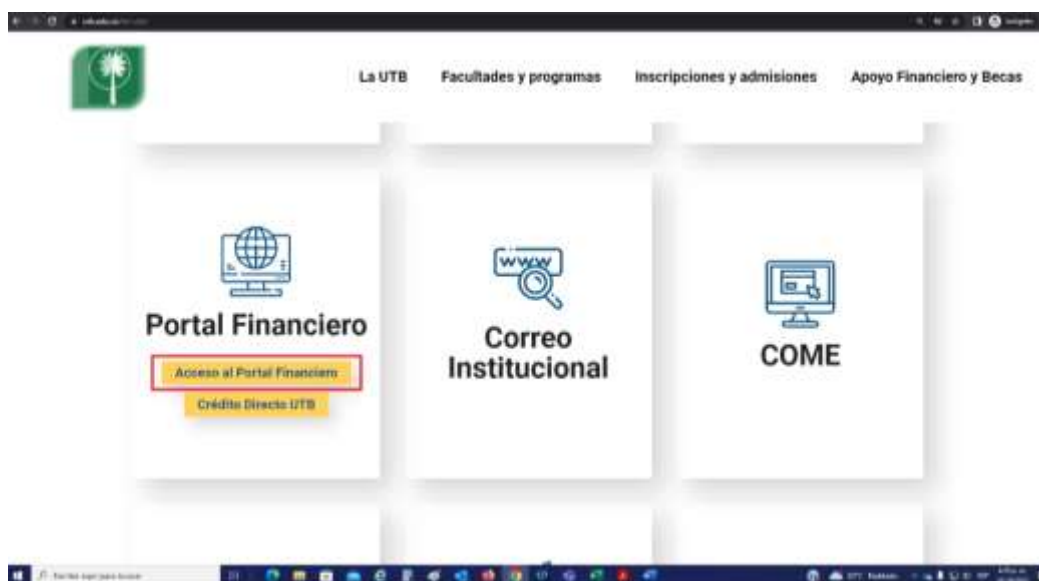 La UTB Facultades y programas Inscripciones y admisiones Apoyo Financiero y Becas
Portal Financiero
Acceso al Portal Financiero
Crédito Directo UTB
www
Correo
Institucional
COME